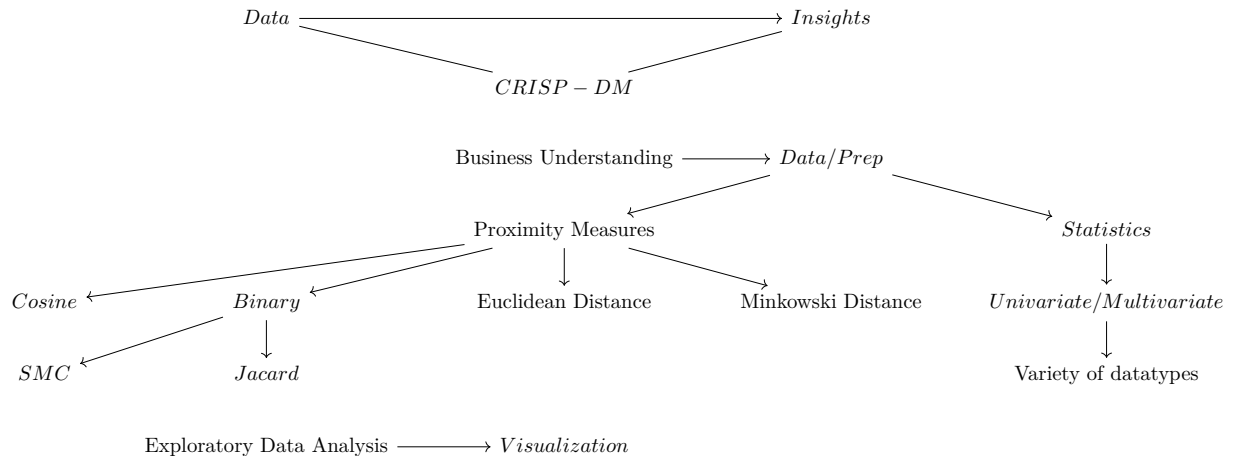 Data Insights
CRISP − DM
Business Understanding Data/Prep
Proximity Measures Statistics
Cosine Binary Euclidean Distance Minkowski Distance Univariate/Multivariate
SMC Jacard Variety of datatypes
Exploratory Data Analysis Visualization